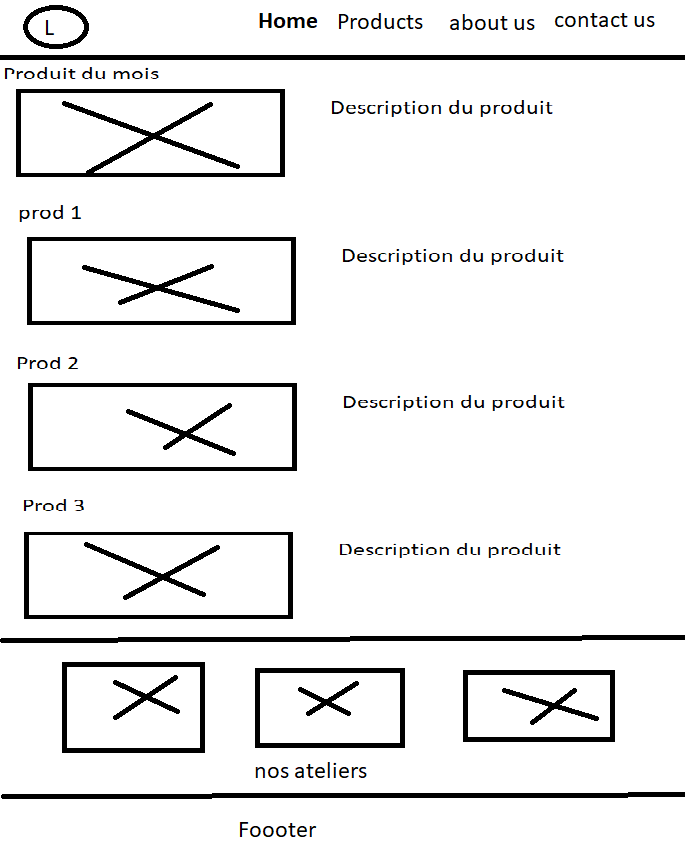 L
Home Products about us contact us
Produit du mois
Description du produit
prod 1
Description du produit
Prod 2
Description du produit
Prod 3
Description du produit
nos ateliers
Foooter